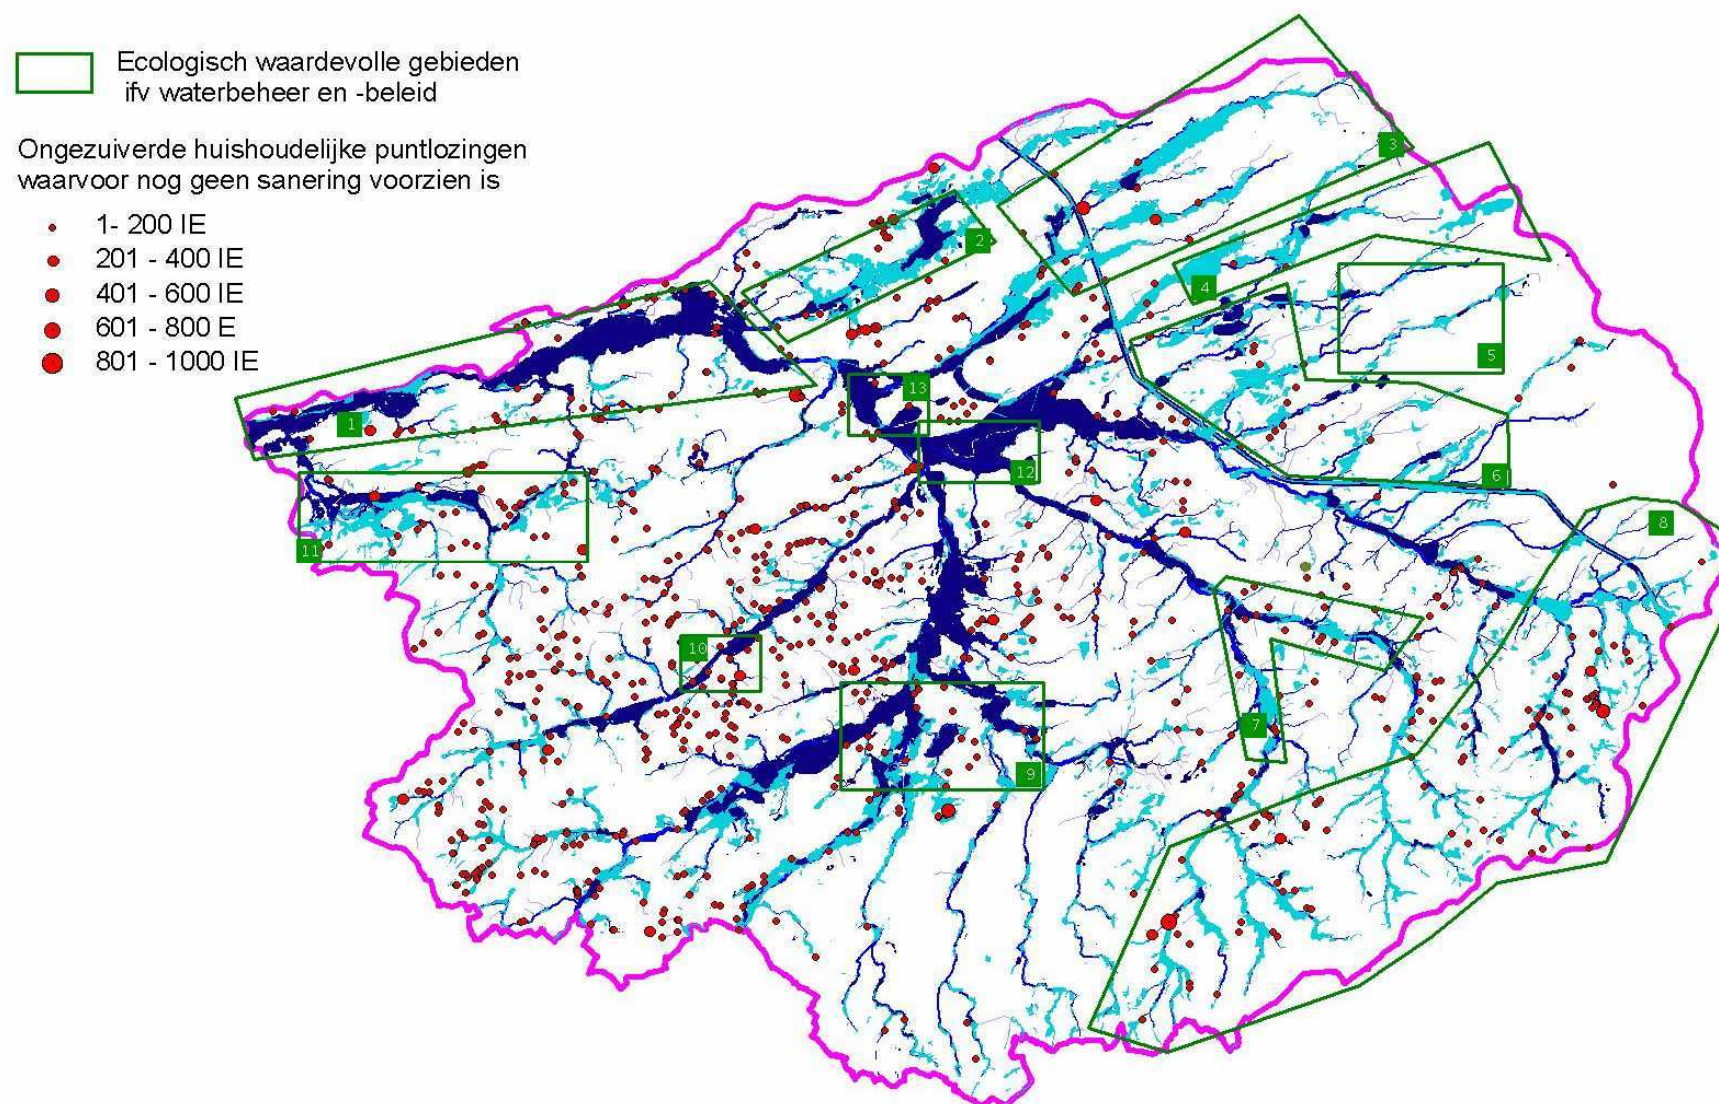 Ecologisch waardevolle gebieden
ifv waterbeheer en -beleid
Ongezuiverde huishoudelijke puntlozingen
waarvoor nog geen sanering voorzien is
1- 200 IE
201 - 400 IE
401 - 600 IE
601 - 800 E
801 - 1000 IE
3
2
4
5
13
1
12
6
11
8
10
7
9